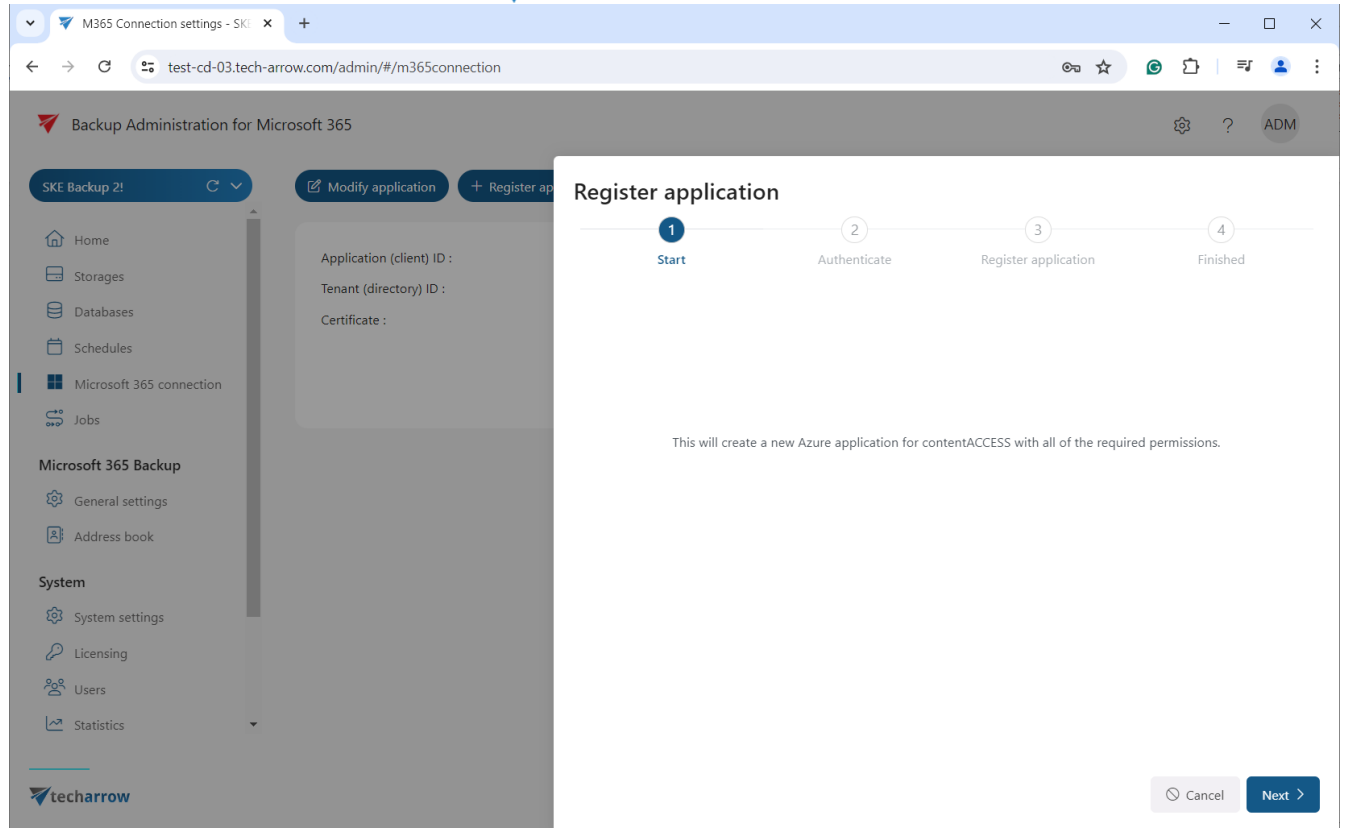 M365 Connection settings - SKE
test-cd-03.tech-arrow.com/admin/#/m365connection
Backup Administration for Microsoft 365
? ADM
SKE Backup 2!
Home
Storages
Databases
Schedules
Microsoft 365 connection
Jobs
Microsoft 365 Backup
General settings
Address book
System
System settings
Licensing
Users
Statistics
techarrow
Modify application
+ Register ap
Application (client) ID :
Tenant (directory) ID :
Certificate :
Register application
1 2 3 4
Start Authenticate Register application Finished
This will create a new Azure application for contentACCESS with all of the required permissions.
Cancel Next